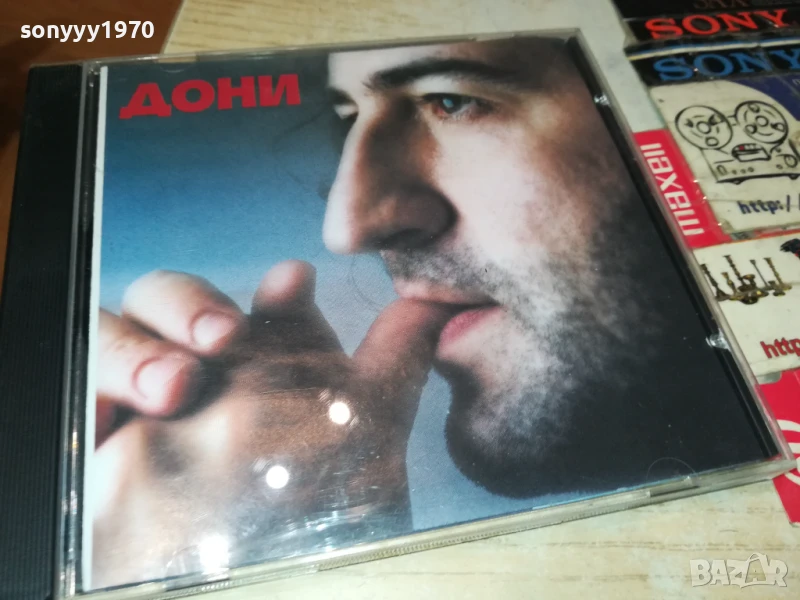 sonyyy1970
ДОНИ
SONY
SONY
maxell
http://
http
BAZAR